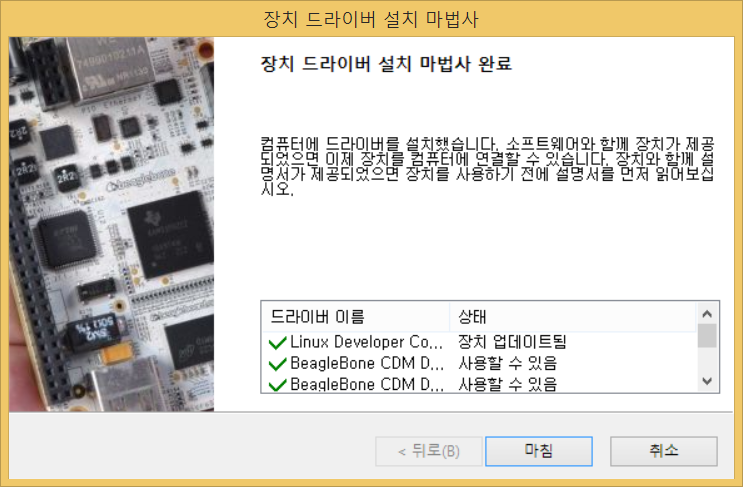 장치 드라이버 설치 마법사
장치 드라이버 설치 마법사 완료
컴퓨터에 드라이버를 설치했습니다. 소프트웨어와 함께 장치가 제공
되었으면 이제 장치를 컴퓨터에 연결할 수 있습니다. 장치와 함께 설
명서가 제공되었으면 장치를 사용하기 전에 설명서를 먼저 읽어보십
시오.
드라이버 이름 상태
Linux Developer Co... 장치 업데이트됨
BeagleBone CDM D... 사용할 수 있음
BeagleBone CDM D... 사용할 수 있음
< 뒤로(B) 마침 취소
7499010211A
P10 Ethernet
2R2
2R2
2R2
beaglebone